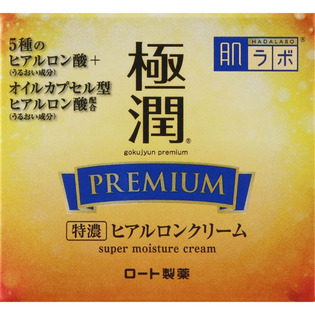 5種の
ヒアルロン酸+
(うるおい成分)
オイルカプセル型
ヒアルロン酸配合
(うるおい成分)
極潤®
gokujyun premium
HADALABO
肌ラボ®
PREMIUM
特濃 ヒアルロンクリーム
super moisture cream
ロート製薬